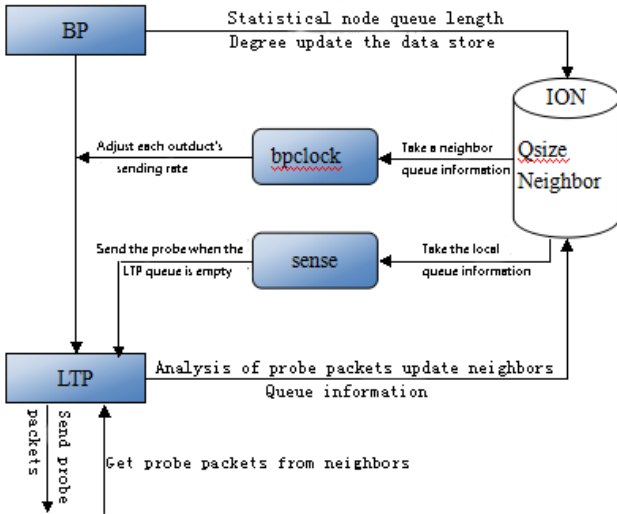 BP
Statistical node queue length
Degree update the data store
ION
Qsize
Neighbor
Adjust each outduct's
sending rate
bpclock
Take a neighbor
queue information
Send the probe when the
LTP queue is empty
sense
Take the local
queue information
LTP
Analysis of probe packets update neighbors
Queue information
Send probe
packets
Get probe packets from neighbors